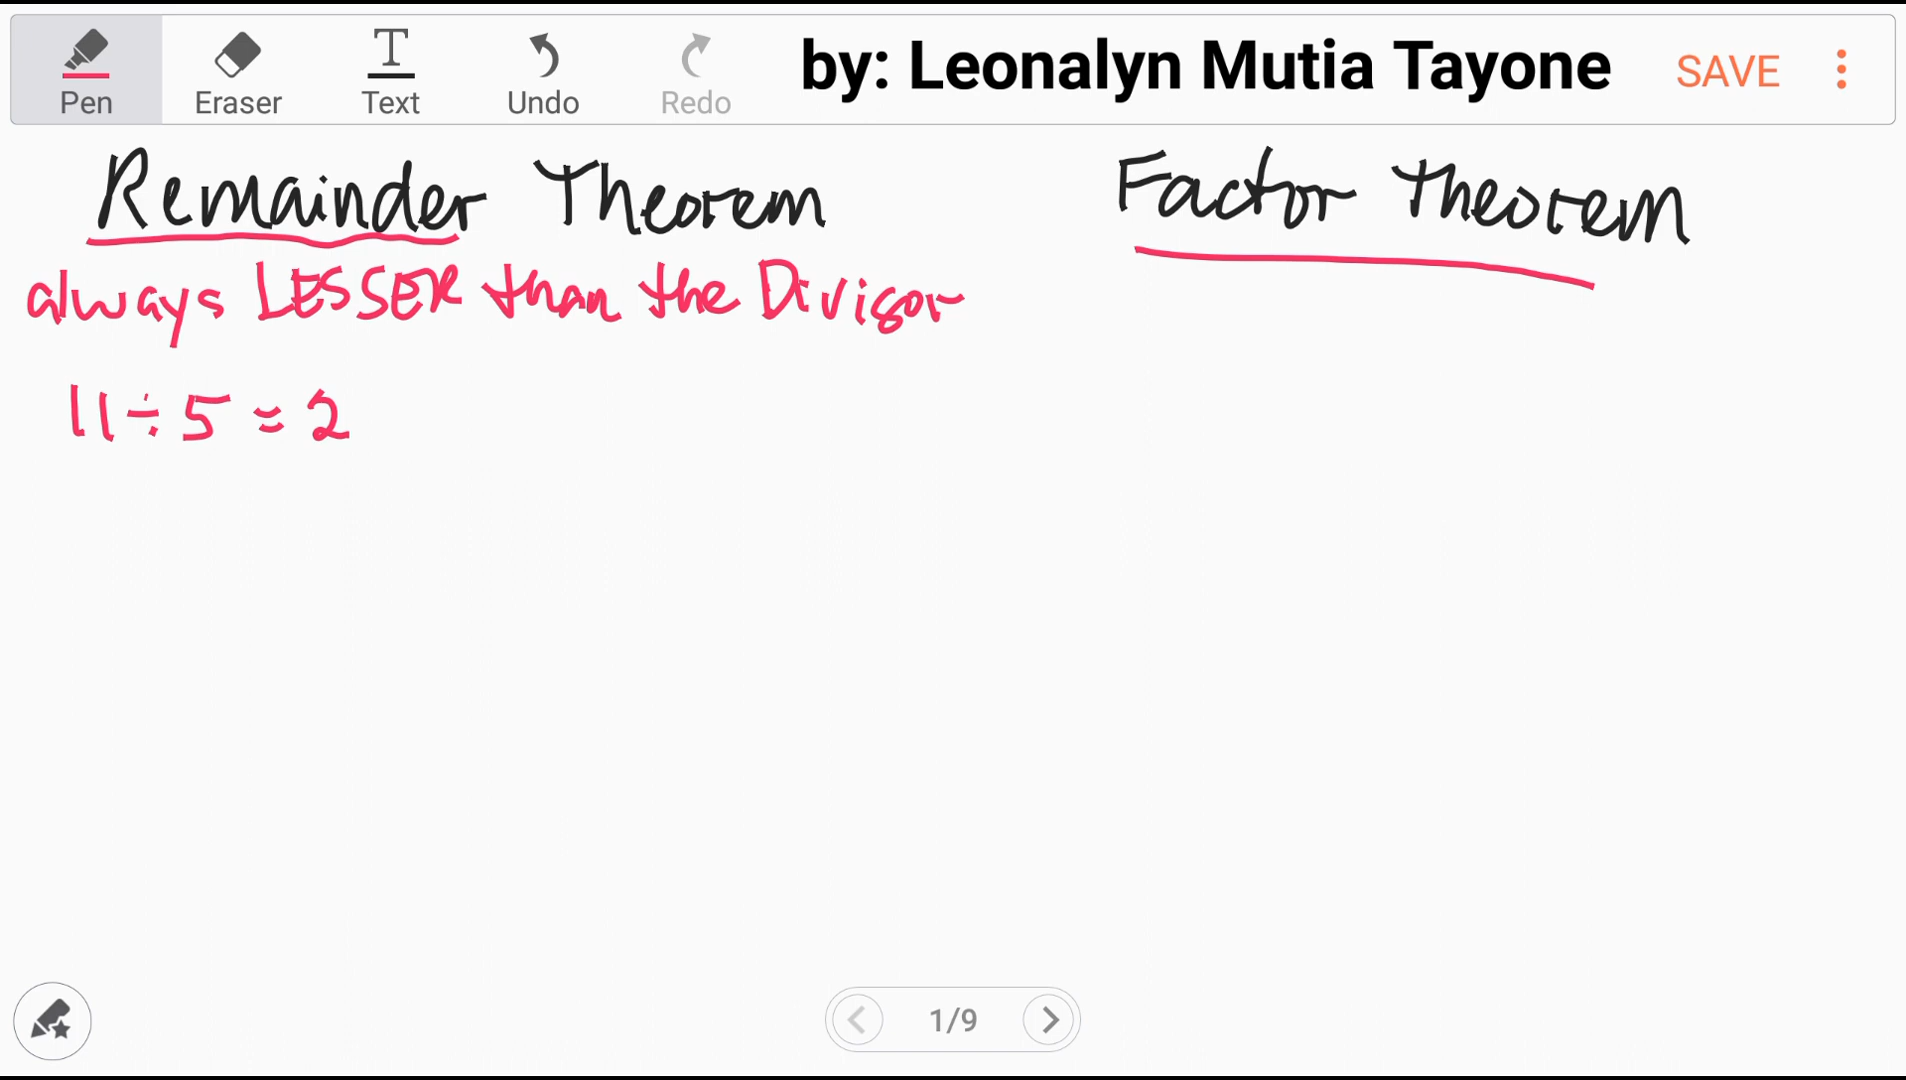 Pen Eraser Text Undo Redo by: Leonalyn Mutia Tayone SAVE
Remainder Theorem Factor Theorem
always LESSER than the Divisor
11 ÷ 5 = 2
1/9